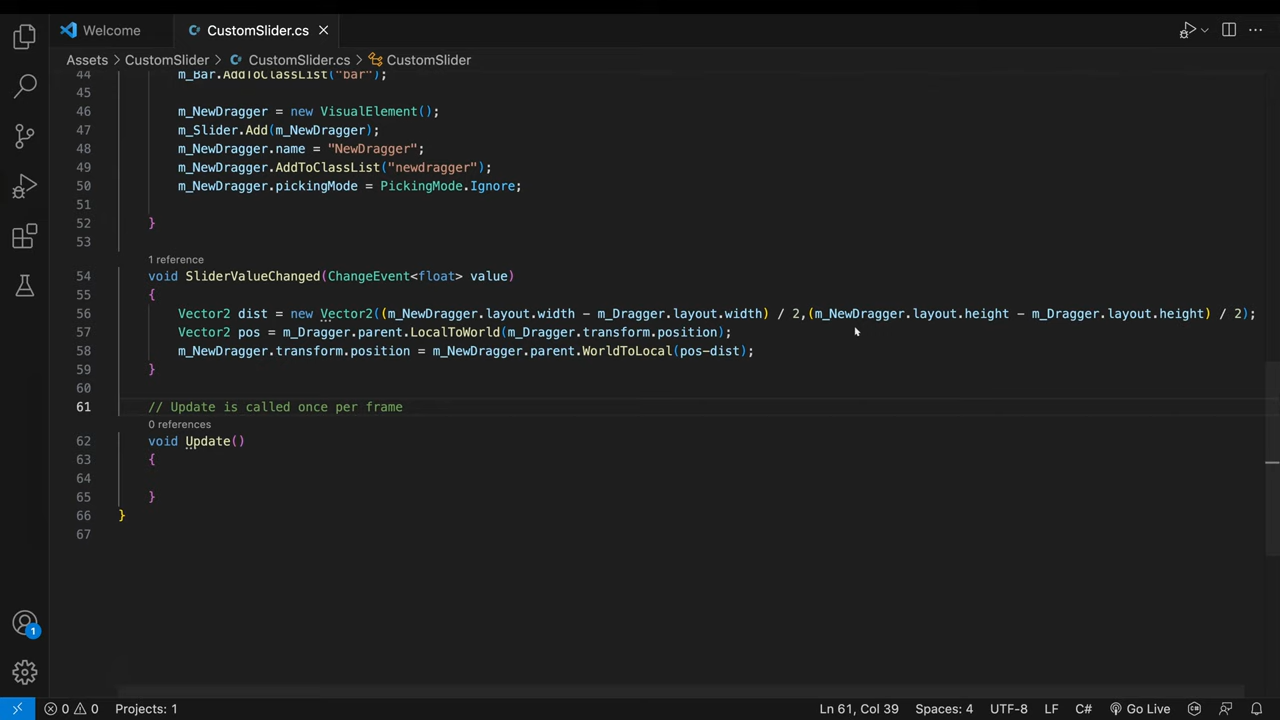 Welcome
CustomSlider.cs
Assets > CustomSlider > CustomSlider.cs > CustomSlider
44 m_Bar.AddToClassList("bar");
45
46 m_NewDragger = new VisualElement();
47 m_Slider.Add(m_NewDragger);
48 m_NewDragger.name = "NewDragger";
49 m_NewDragger.AddToClassList("newdragger");
50 m_NewDragger.pickingMode = PickingMode.Ignore;
51
52 }
53
1 reference
54 void SliderValueChanged(ChangeEvent<float> value)
55 {
56 Vector2 dist = new Vector2((m_NewDragger.layout.width - m_Dragger.layout.width) / 2,(m_NewDragger.layout.height - m_Dragger.layout.height) / 2);
57 Vector2 pos = m_Dragger.parent.LocalToWorld(m_Dragger.transform.position);
58 m_NewDragger.transform.position = m_NewDragger.parent.WorldToLocal(pos-dist);
59 }
60
61 // Update is called once per frame
0 references
62 void Update()
63 {
64
65 }
66 }
67
1
0 0 Projects: 1 Ln 61, Col 39 Spaces: 4 UTF-8 LF C# Go Live